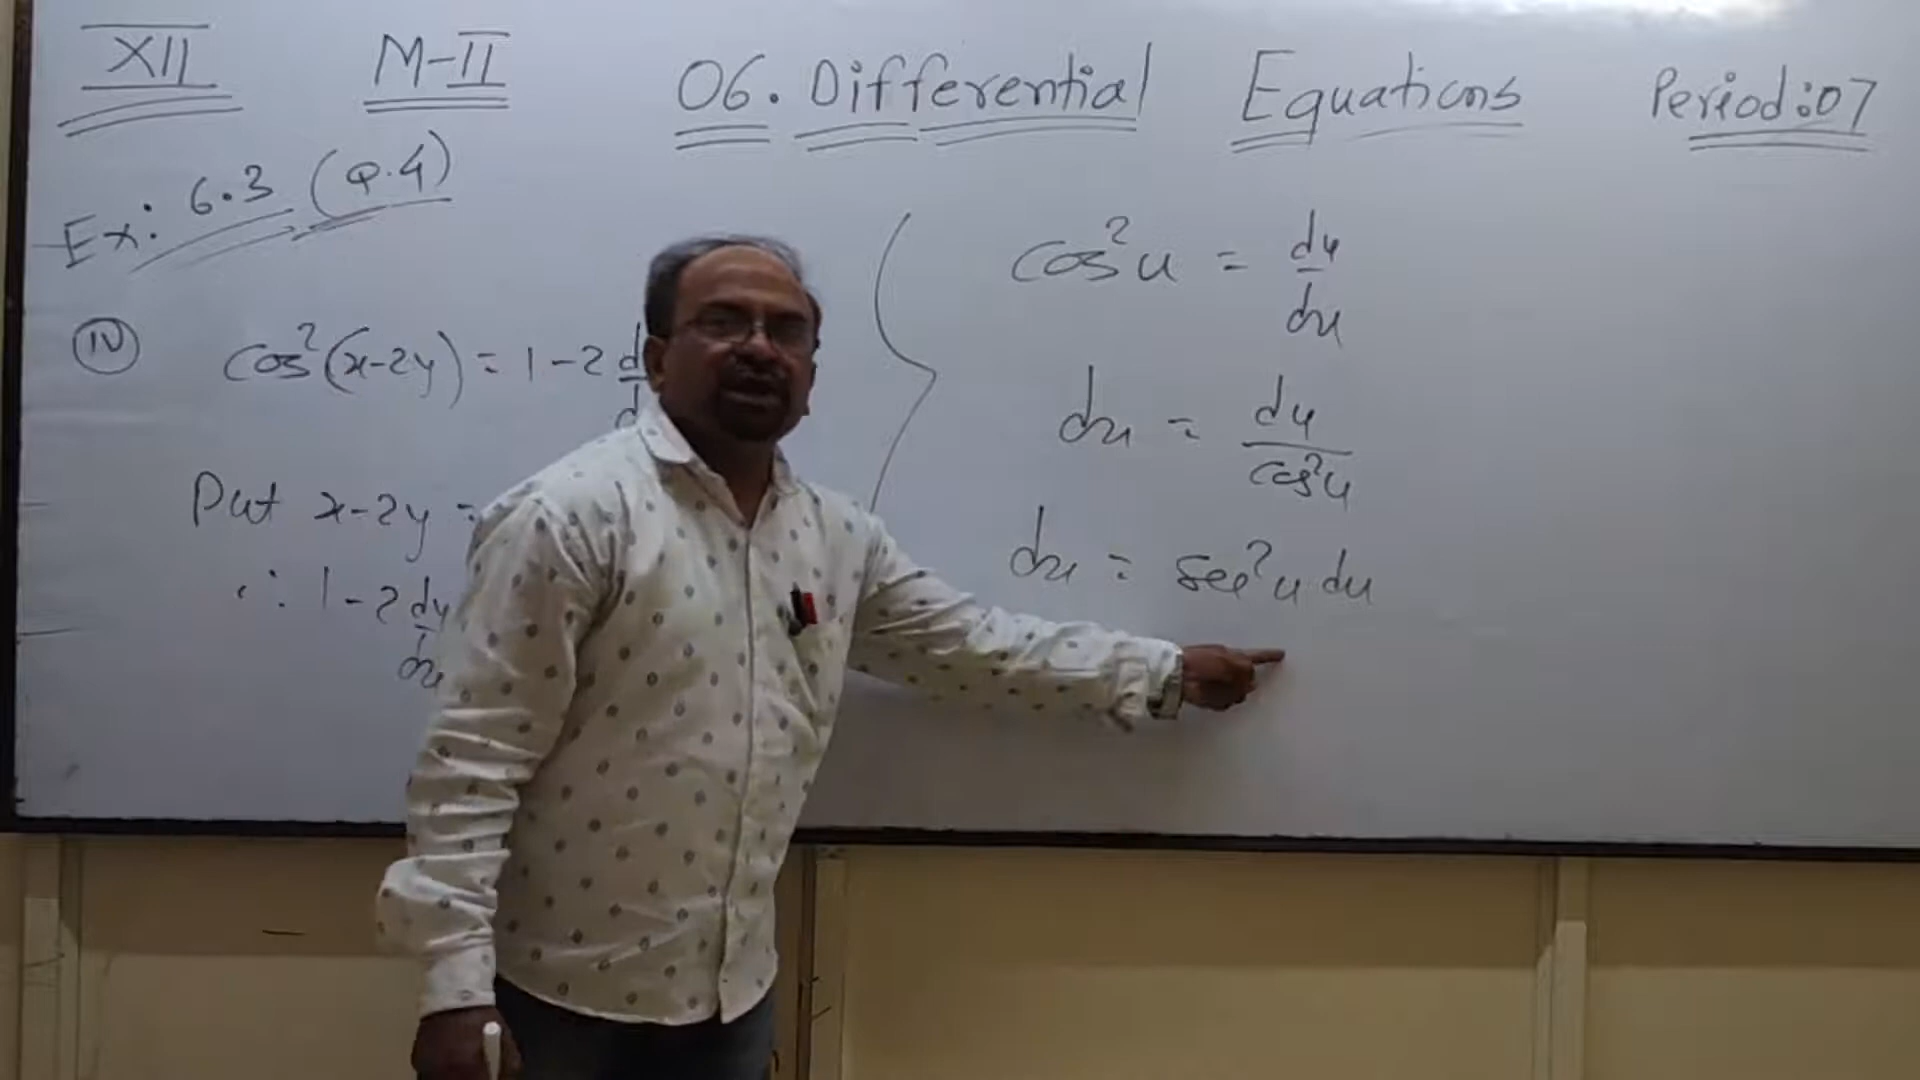 XII M-II 06. Differential Equations Period:07
Ex: 6.3 (Q.4)
(IV) cos²(x-2y) = 1-2 d
d
Put x-2y =
∴ 1-2 dy
dx
cos²u = du
dx
dx = du
cos²u
dx = sec²u du